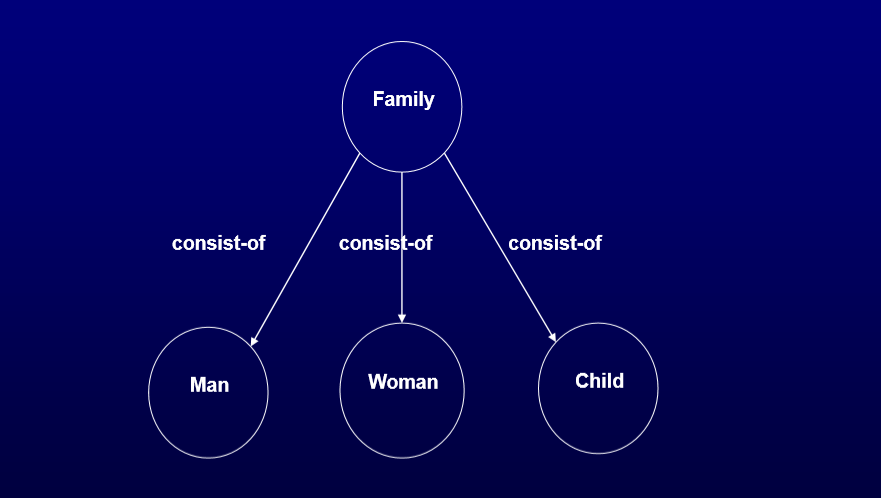 Family
consist-of
consist-of
consist-of
Man
Woman
Child